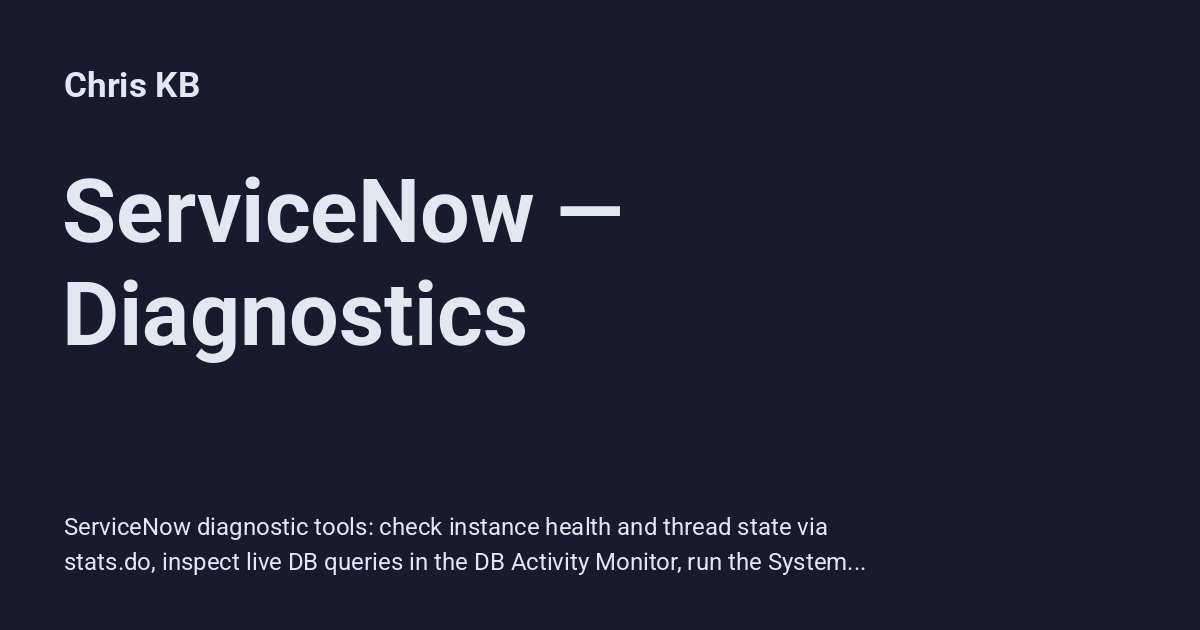 Chris KB
ServiceNow —
Diagnostics
ServiceNow diagnostic tools: check instance health and thread state via
stats.do, inspect live DB queries in the DB Activity Monitor, run the System...